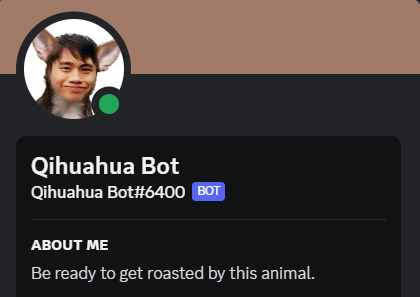 Qihuahua Bot
Qihuahua Bot#6400 BOT
ABOUT ME
Be ready to get roasted by this animal.